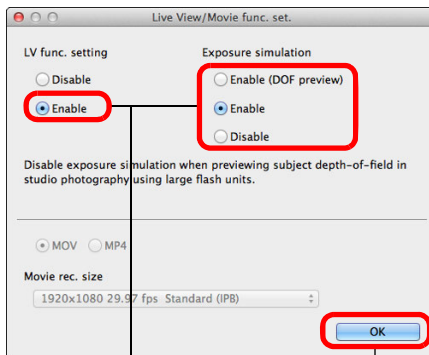 Live View/Movie func. set.
LV func. setting
Exposure simulation
Disable
Enable (DOF preview)
Enable
Enable
Disable
Disable exposure simulation when previewing subject depth-of-field in
studio photography using large flash units.
MOV MP4
Movie rec. size
1920x1080 29.97 fps Standard (IPB)
OK